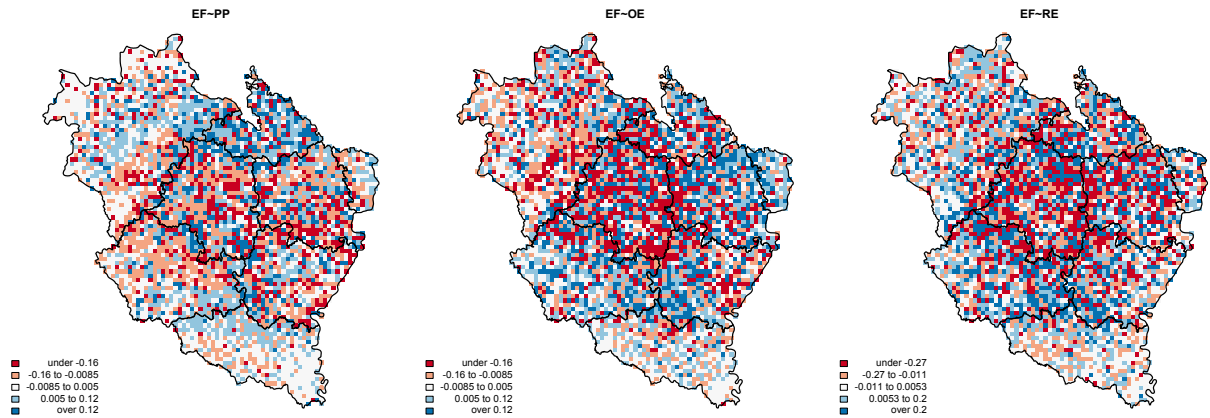 EF~PP
under -0.16
-0.16 to -0.0085
-0.0085 to 0.005
0.005 to 0.12
over 0.12
EF~OE
under -0.16
-0.16 to -0.0085
-0.0085 to 0.005
0.005 to 0.12
over 0.12
EF~RE
under -0.27
-0.27 to -0.011
-0.011 to 0.0053
0.0053 to 0.2
over 0.2